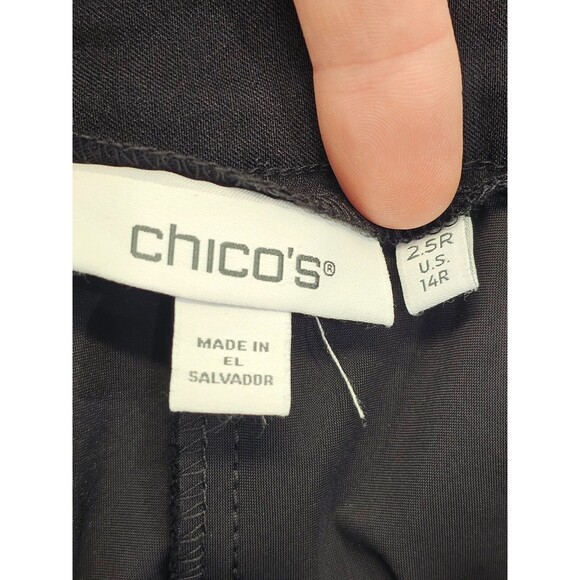 chico's®
2.5R
U.S.
14R
MADE IN
EL
SALVADOR